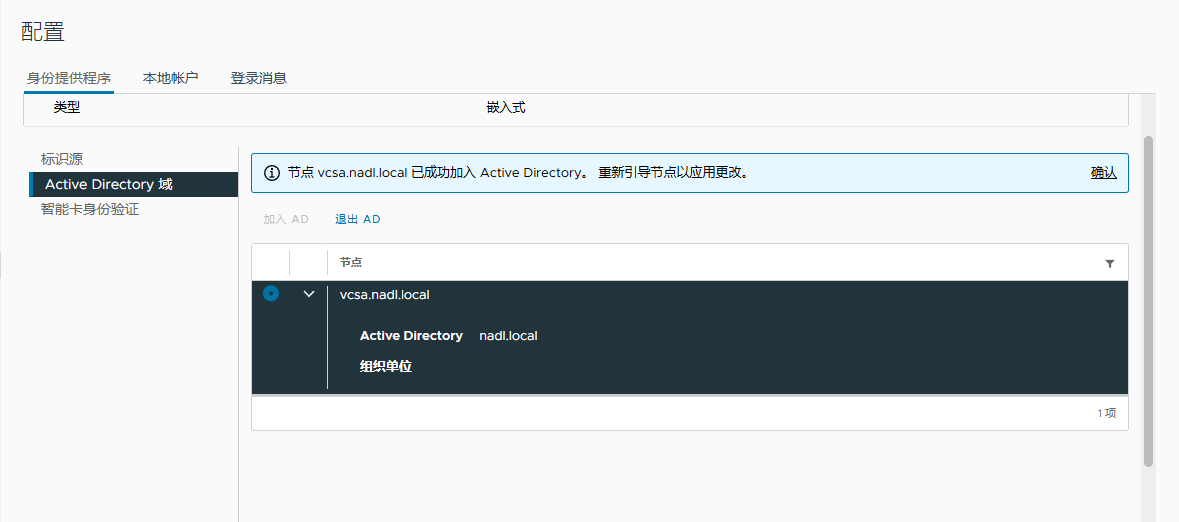 配置
身份提供程序 本地帐户 登录消息
类型 嵌入式
标识源
Active Directory 域
智能卡身份验证
节点 vcsa.nadl.local 已成功加入 Active Directory。 重新引导节点以应用更改。 确认
加入 AD 退出 AD
节点
vcsa.nadl.local
Active Directory nadl.local
组织单位
1 项